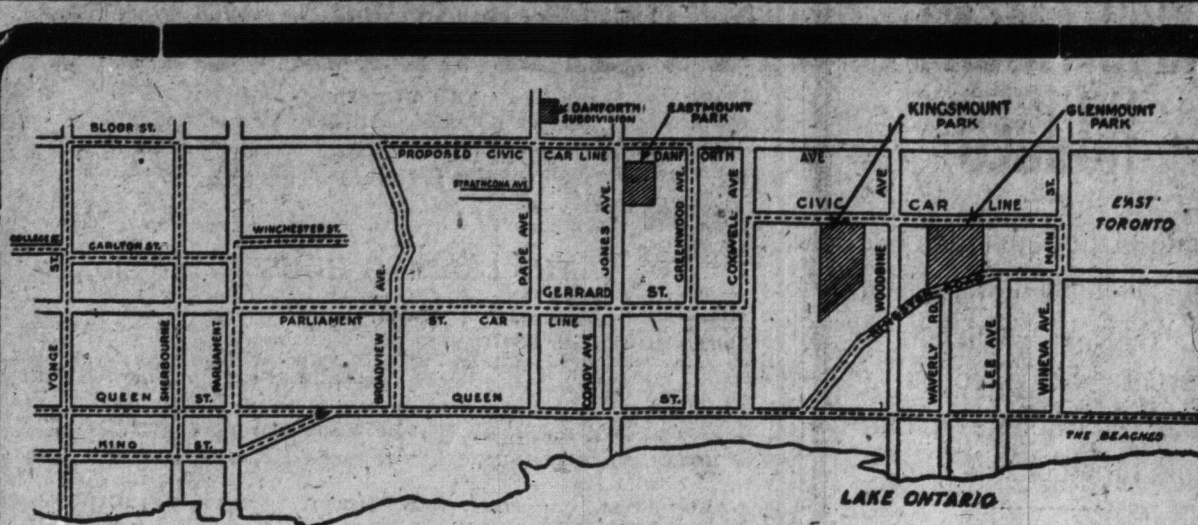 DANFORTH
SUBDIVISION
EASTMOUNT
PARK
KINGSMOUNT
PARK
GLENMOUNT
PARK
BLOOR ST.
PROPOSED CIVIC CAR LINE
DANFORTH AVE
STRATHCONA AVE
CIVIC CAR LINE
EAST
TORONTO
COLLEGE ST.
CARLTON ST.
WINCHESTER ST.
YONGE ST.
SHERBOURNE
PARLIAMENT
BROADVIEW AVE.
PAPE AVE
JONES AVE.
GREENWOOD AVE.
COXWELL AVE
WOODBINE AVE
MAIN ST.
GERRARD ST.
PARLIAMENT ST. CAR LINE
KINGSTON ROAD
COADY AVE
WAVERLY RD.
LEE AVE
WINEVA AVE.
QUEEN ST.
QUEEN ST.
KING ST.
THE BEACHES
LAKE ONTARIO